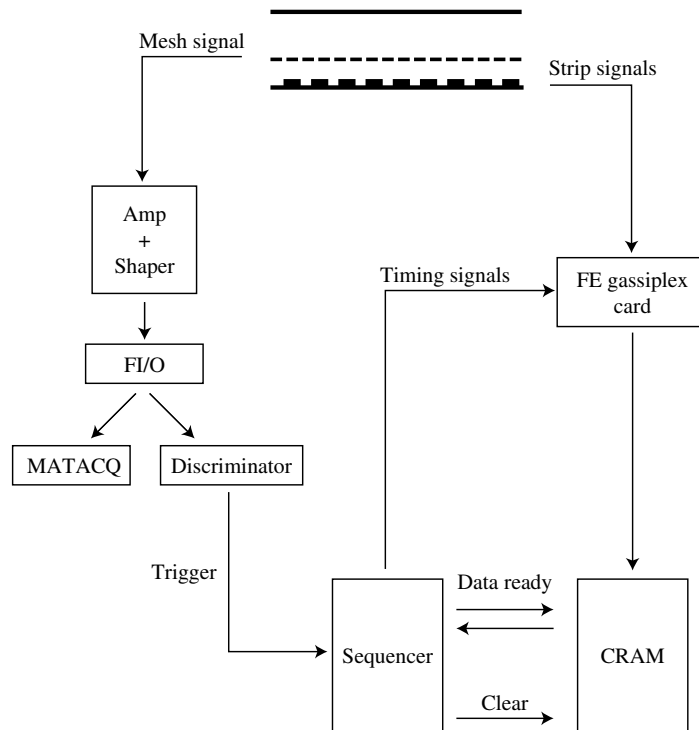 Mesh signal
Strip signals
Amp
+
Shaper
Timing signals
FE gassiplex
card
FI/O
MATACQ
Discriminator
Trigger
Data ready
Sequencer
CRAM
Clear